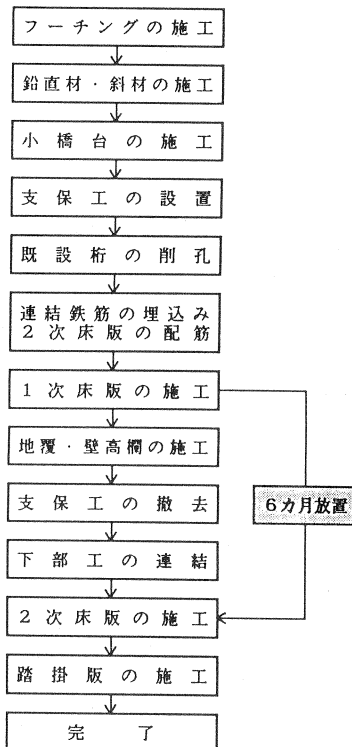 フーチングの施工
鉛直材・斜材の施工
小橋台の施工
支保工の設置
既設桁の削孔
連結鉄筋の埋込み
2次床版の配筋
1次床版の施工
地覆・壁高欄の施工
支保工の撤去
6カ月放置
下部工の連結
2次床版の施工
踏掛版の施工
完了